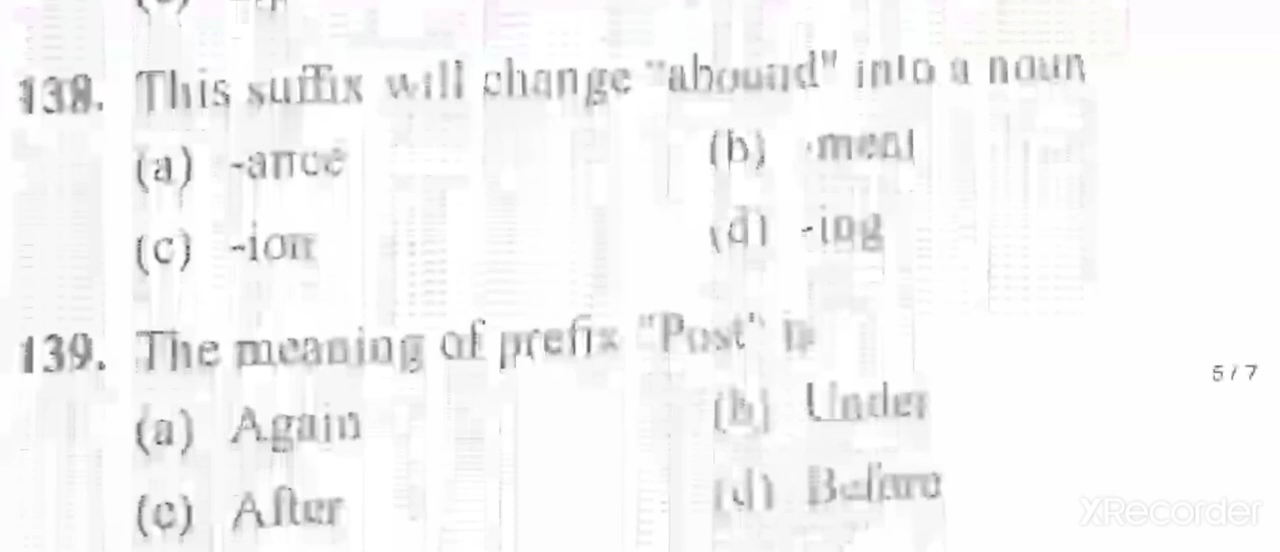 138. This suffix will change "abound" into a noun
(a) -ance (b) -ment
(c) -ion (d) -ing
139. The meaning of prefix "Post" is
5 / 7
(a) Again (b) Under
(c) After (d) Before
XRecorder